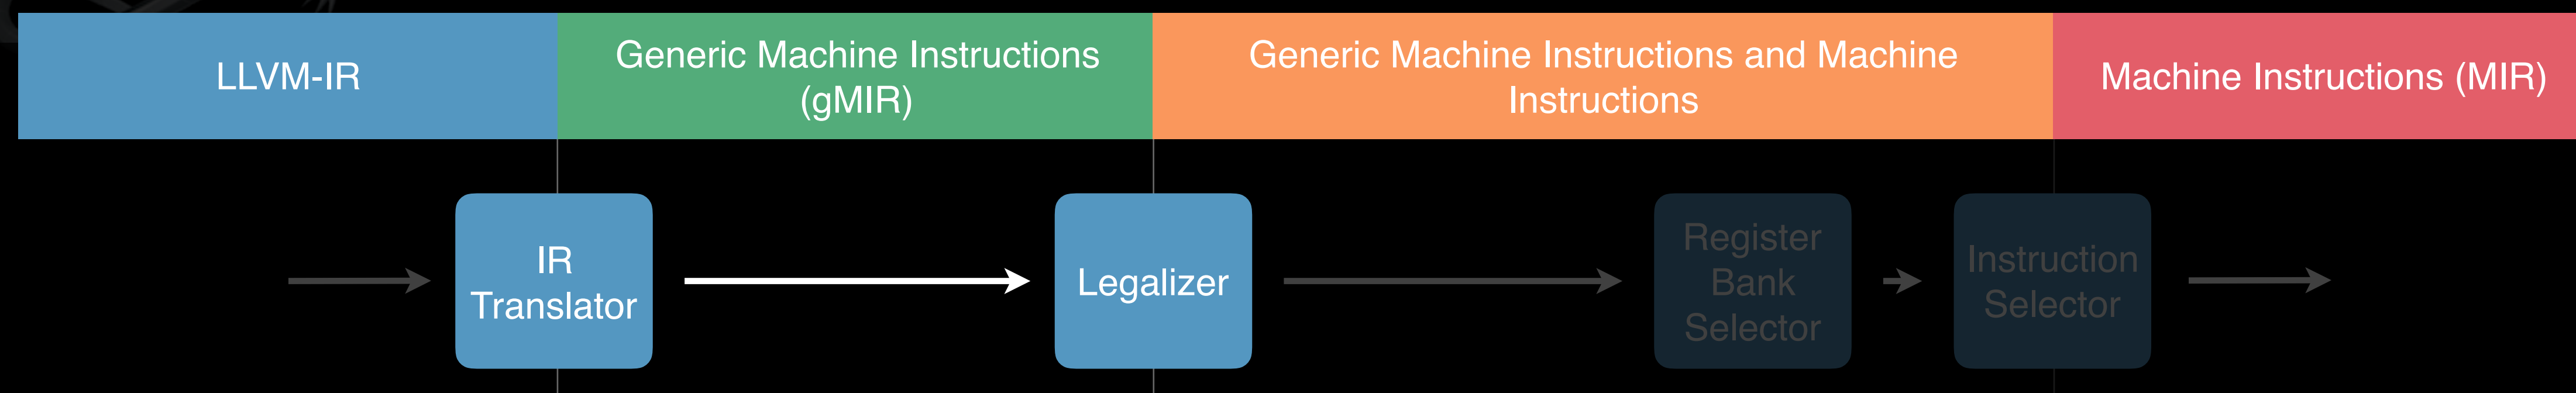 LLVM-IR
Generic Machine Instructions
(gMIR)
Generic Machine Instructions and Machine
Instructions
Machine Instructions (MIR)
IR
Translator
Legalizer
Register
Bank
Selector
Instruction
Selector